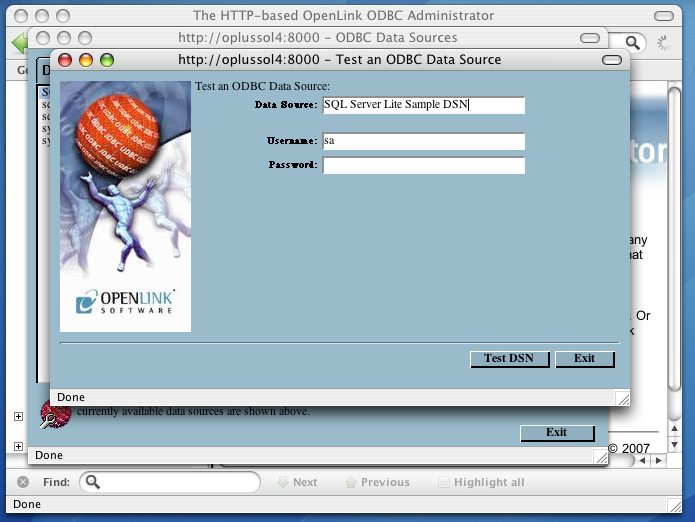 The HTTP-based OpenLink ODBC Administrator
http://oplussol4:8000 – ODBC Data Sources
http://oplussol4:8000 – Test an ODBC Data Source
Test an ODBC Data Source:
Data Source: SQL Server Lite Sample DSN
Username: sa
Password:
OPENLINK
SOFTWARE
Test DSN Exit
Done
currently available data sources are shown above.
Exit
Done
. Or
© 2007
Find: Next Previous Highlight all
Done